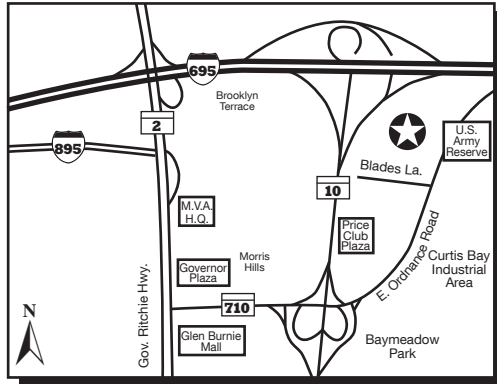 695
Brooklyn
Terrace
2
895
U.S.
Army
Reserve
Blades La.
10
M.V.A.
H.Q.
Price
Club
Plaza
Morris
Hills
Governor
Plaza
E. Ordnance Road
Curtis Bay
Industrial
Area
Gov. Ritchie Hwy.
710
N
Glen Burnie
Mall
Baymeadow
Park